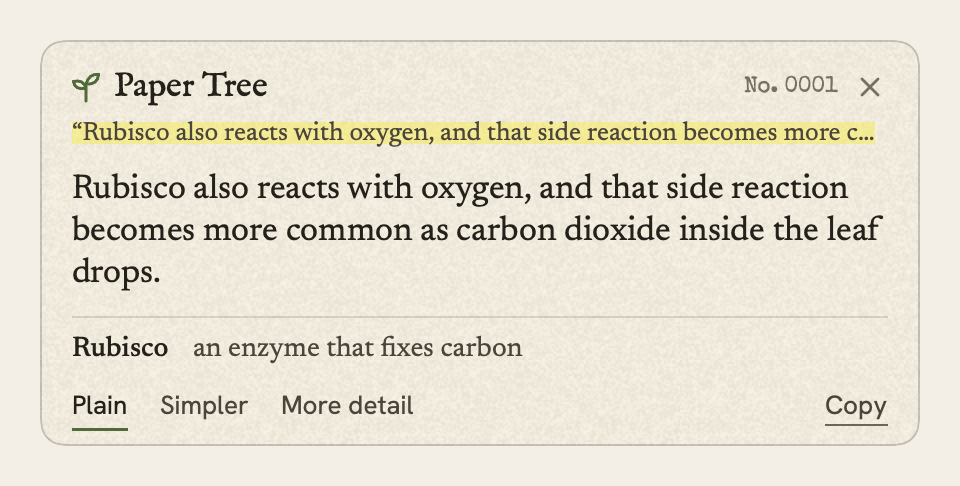 Paper Tree
No. 0001
“Rubisco also reacts with oxygen, and that side reaction becomes more c…
Rubisco also reacts with oxygen, and that side reaction
becomes more common as carbon dioxide inside the leaf
drops.
Rubisco an enzyme that fixes carbon
Plain Simpler More detail Copy